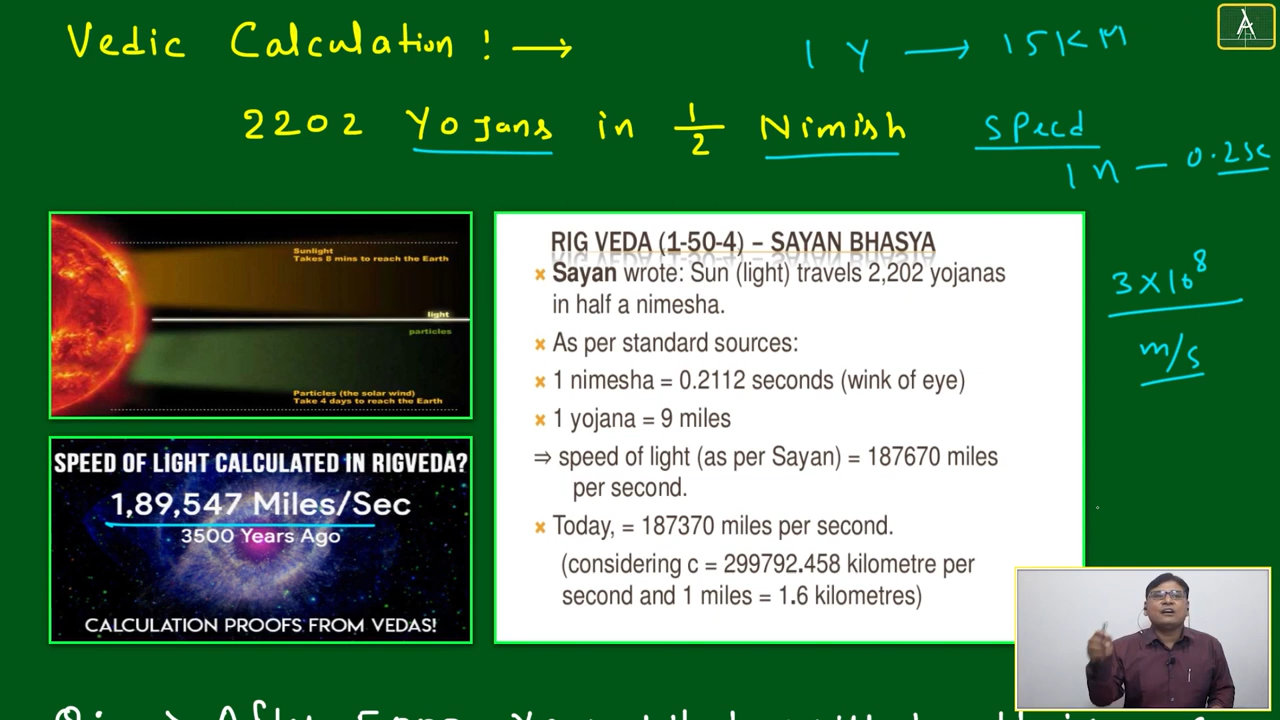 Vedic Calculation ! →
1 Y → 15KM
2202 Yojans in 1/2 Nimish
Speed
1 n – 0.2 sc
Sunlight
Takes 8 mins to reach the Earth
light
particles
Particles (the solar wind)
Take 4 days to reach the Earth
RIG VEDA (1-50-4) – SAYAN BHASYA
Sayan wrote: Sun (light) travels 2,202 yojanas
in half a nimesha.
As per standard sources:
1 nimesha = 0.2112 seconds (wink of eye)
1 yojana = 9 miles
⇒ speed of light (as per Sayan) = 187670 miles
per second.
Today, = 187370 miles per second.
(considering c = 299792.458 kilometre per
second and 1 miles = 1.6 kilometres)
3×10⁸
m/s
SPEED OF LIGHT CALCULATED IN RIGVEDA?
1,89,547 Miles/Sec
3500 Years Ago
CALCULATION PROOFS FROM VEDAS!